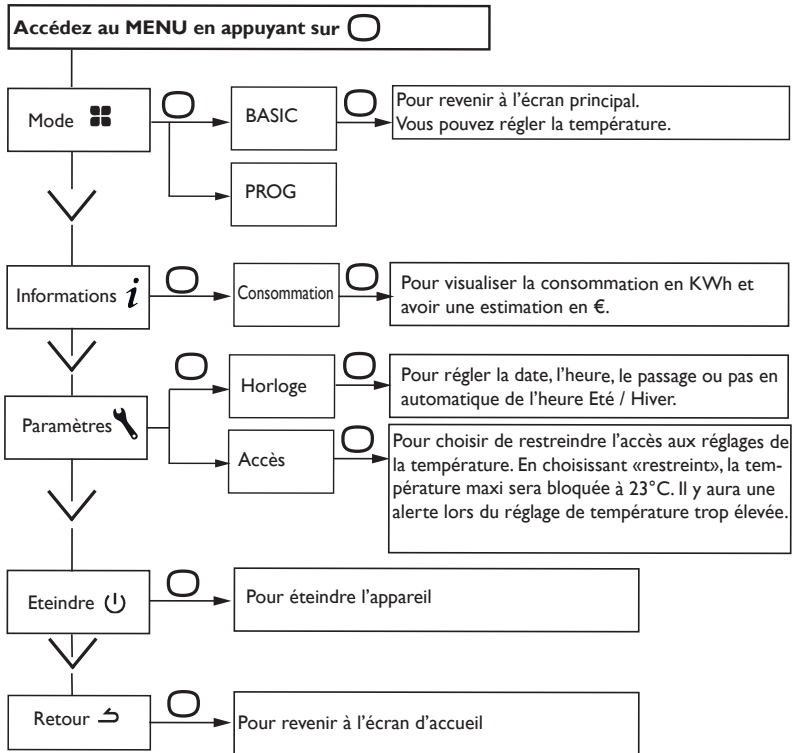 Accédez au MENU en appuyant sur
Mode
BASIC
Pour revenir à l'écran principal.
Vous pouvez régler la température.
PROG
Informations i
Consommation
Pour visualiser la consommation en KWh et
avoir une estimation en €.
Paramètres
Horloge
Pour régler la date, l'heure, le passage ou pas en
automatique de l'heure Eté / Hiver.
Accès
Pour choisir de restreindre l'accès aux réglages de
la température. En choisissant «restreint», la tem-
pérature maxi sera bloquée à 23°C. Il y aura une
alerte lors du réglage de température trop élevée.
Eteindre
Pour éteindre l'appareil
Retour
Pour revenir à l'écran d'accueil